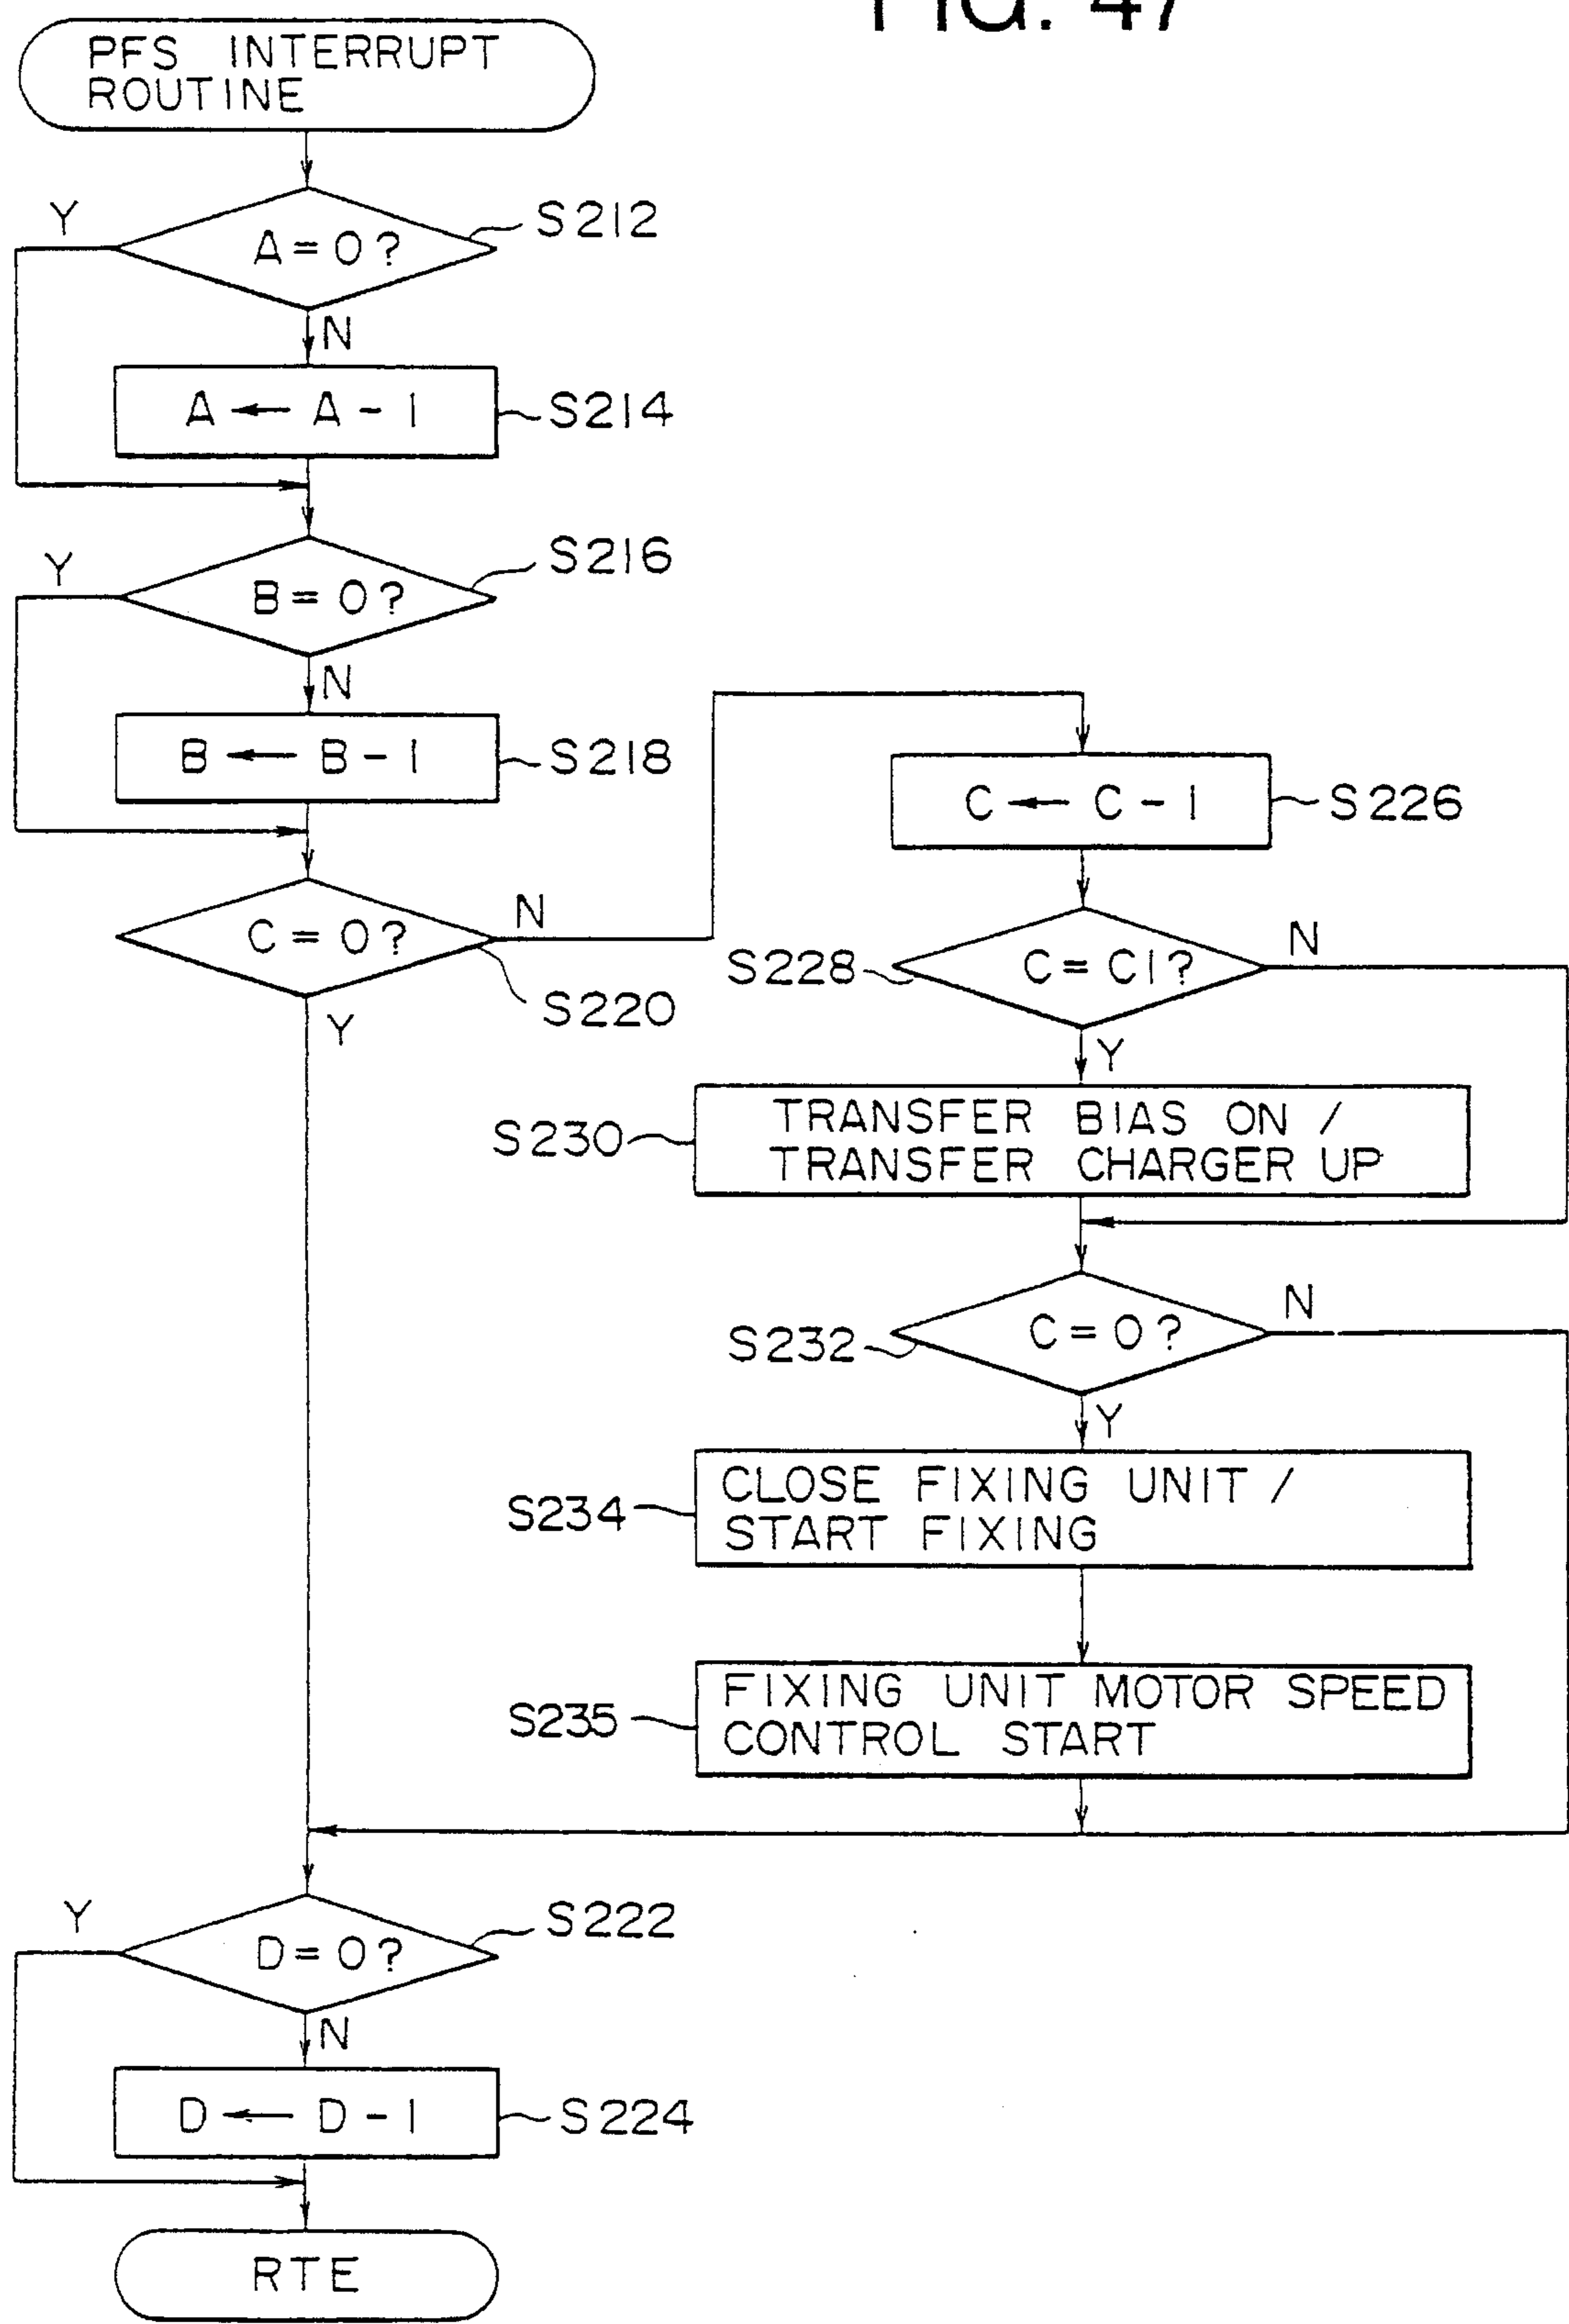 FIG. 47
PFS INTERRUPT
ROUTINE
Y
S212
A = 0 ?
N
A ← A - 1
S214
Y
S216
B = 0 ?
N
B ← B - 1
S218
C ← C - 1
S226
C = 0 ?
N
S220
Y
S228
C = C1 ?
N
Y
S230
TRANSFER BIAS ON /
TRANSFER CHARGER UP
S232
C = 0 ?
N
Y
S234
CLOSE FIXING UNIT /
START FIXING
S235
FIXING UNIT MOTOR SPEED
CONTROL START
Y
S222
D = 0 ?
N
D ← D - 1
S224
RTE